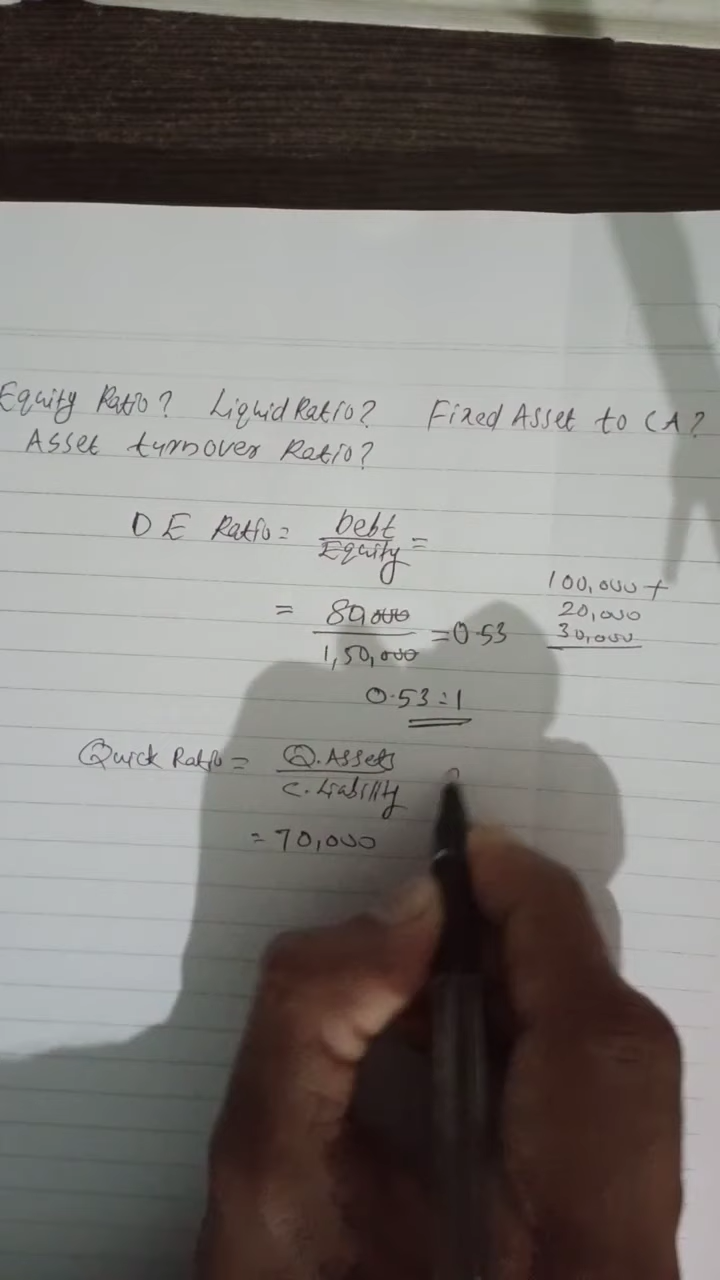 Equity Ratio? Liquid Ratio? Fixed Asset to CA?
Asset turnover Ratio?
DE Ratio = Debt
Equity =
100,000 +
= 80,000
1,50,000 = 0.53
20,000
30,000
0.53:1
Quick Ratio = Q.Assets
C.Liability
= 70,000